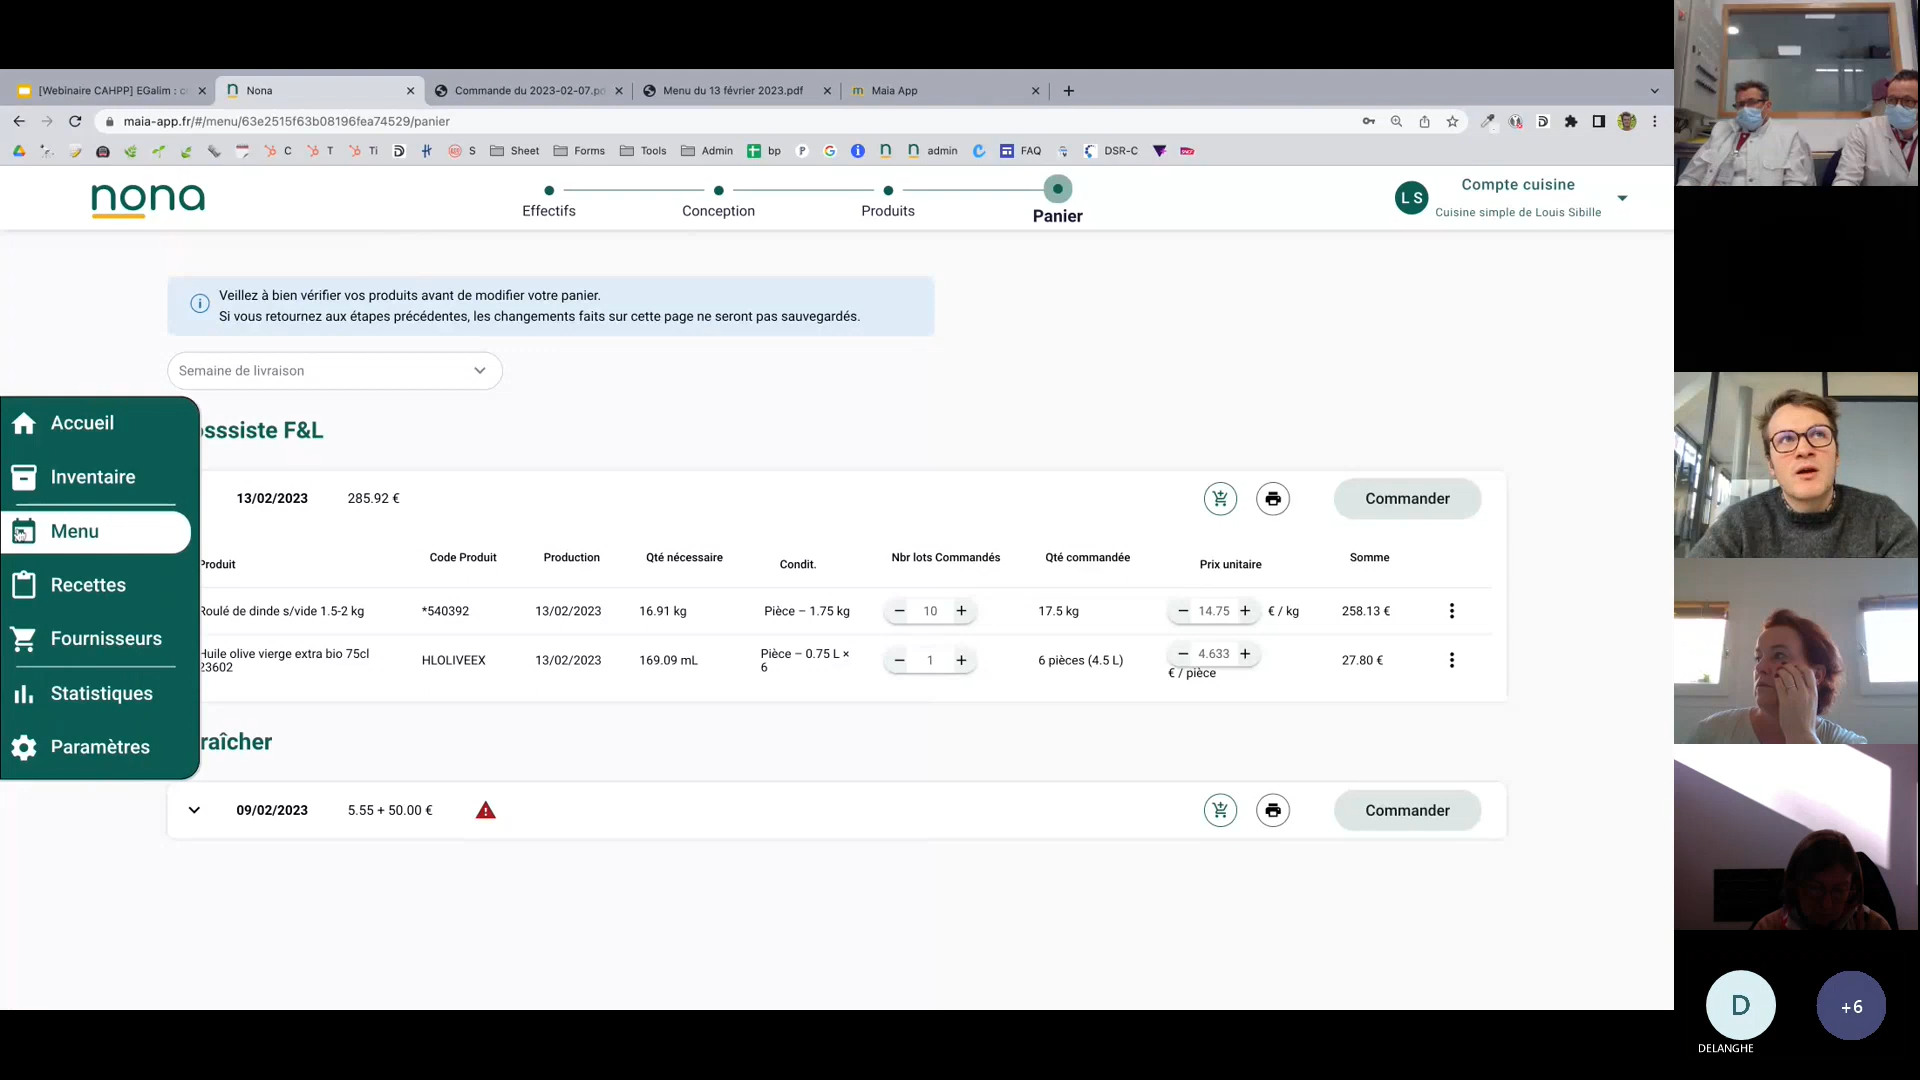 [Webinaire CAHPP] EGalim : c
Nona
Commande du 2023-02-07.pd
Menu du 13 février 2023.pdf
Maia App
maia-app.fr/#/menu/63e2515f63b08196fea74529/panier
C
T
Ti
S
Sheet
Forms
Tools
Admin
bp
admin
FAQ
DSR-C
nona
Effectifs
Conception
Produits
Panier
L S
Compte cuisine
Cuisine simple de Louis Sibille
Veillez à bien vérifier vos produits avant de modifier votre panier.
Si vous retournez aux étapes précédentes, les changements faits sur cette page ne seront pas sauvegardés.
Semaine de livraison
Accueil
Inventaire
Menu
Recettes
Fournisseurs
Statistiques
Paramètres
osssiste F&L
13/02/2023 285.92 € Commander
Produit Code Produit Production Qté nécessaire Condit. Nbr lots Commandés Qté commandée Prix unitaire Somme
Roulé de dinde s/vide 1.5-2 kg *540392 13/02/2023 16.91 kg Pièce – 1.75 kg − 10 + 17.5 kg − 14.75 + € / kg 258.13 €
Huile olive vierge extra bio 75cl
23602
HLOLIVEEX 13/02/2023 169.09 mL
Pièce – 0.75 L ×
6
− 1 + 6 pièces (4.5 L)
− 4.633 +
€ / pièce
27.80 €
raîcher
09/02/2023 5.55 + 50.00 € Commander
D
DELANGHE
+6